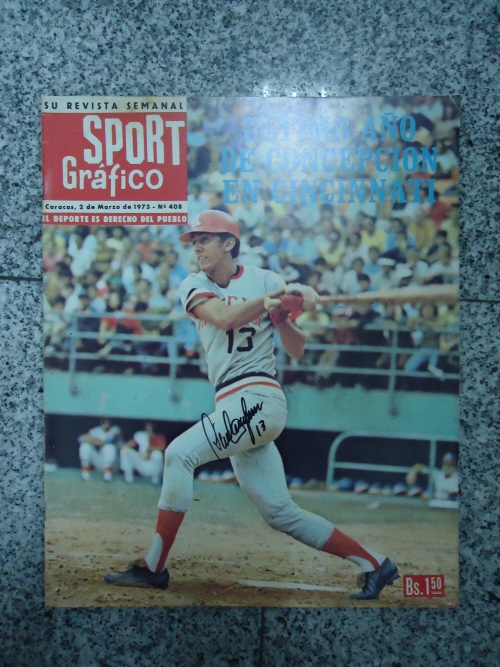 SU REVISTA SEMANAL
SPORT
Gráfico
Caracas, 2 de Marzo de 1973 - Nº 408
EL DEPORTE ES DERECHO DEL PUEBLO
ULTIMO AÑO
DE CONCEPCION
EN CINCINNATI
13
13
Bs. 1 50